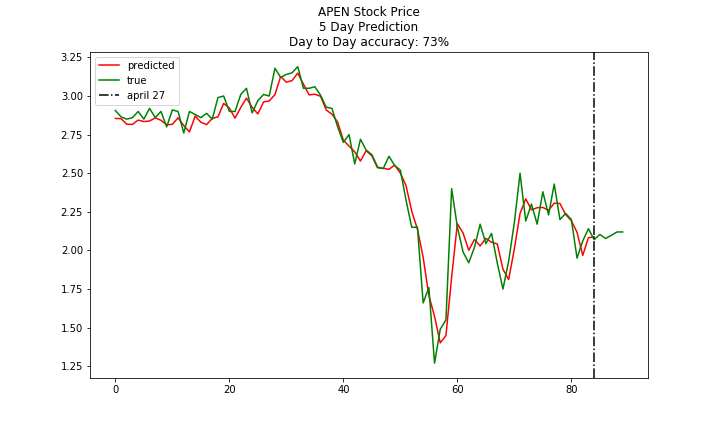 APEN Stock Price
5 Day Prediction
Day to Day accuracy: 73%
predicted
true
april 27
3.25
3.00
2.75
2.50
2.25
2.00
1.75
1.50
1.25
0
20
40
60
80